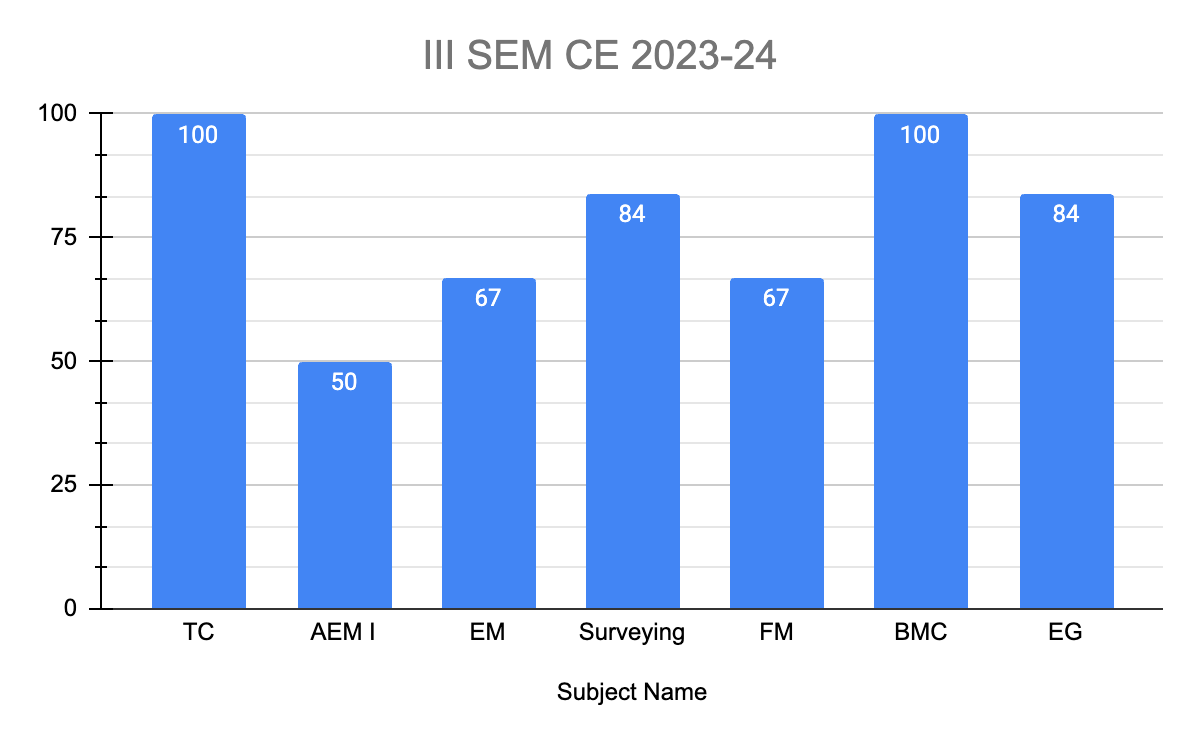 III SEM CE 2023-24
100
75
50
25
0
100
50
67
84
67
100
84
TC
AEM I
EM
Surveying
FM
BMC
EG
Subject Name